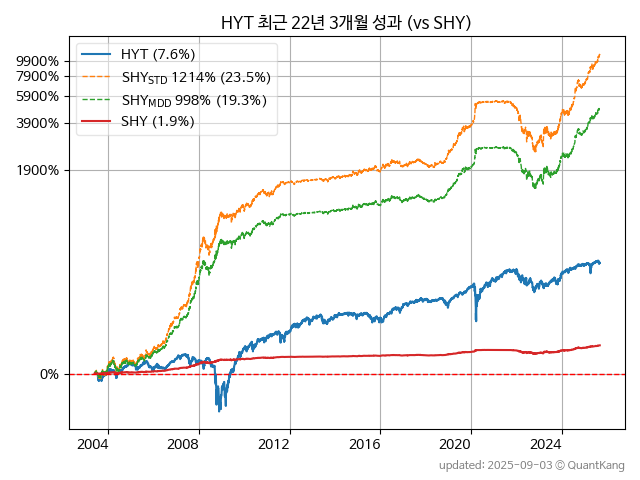 HYT 최근 22년 3개월 성과 (vs SHY)
HYT (7.6%)
SHY_STD 1214% (23.5%)
SHY_MDD 998% (19.3%)
SHY (1.9%)
9900%
7900%
5900%
3900%
1900%
0%
2004 2008 2012 2016 2020 2024
updated: 2025-09-03 © QuantKang